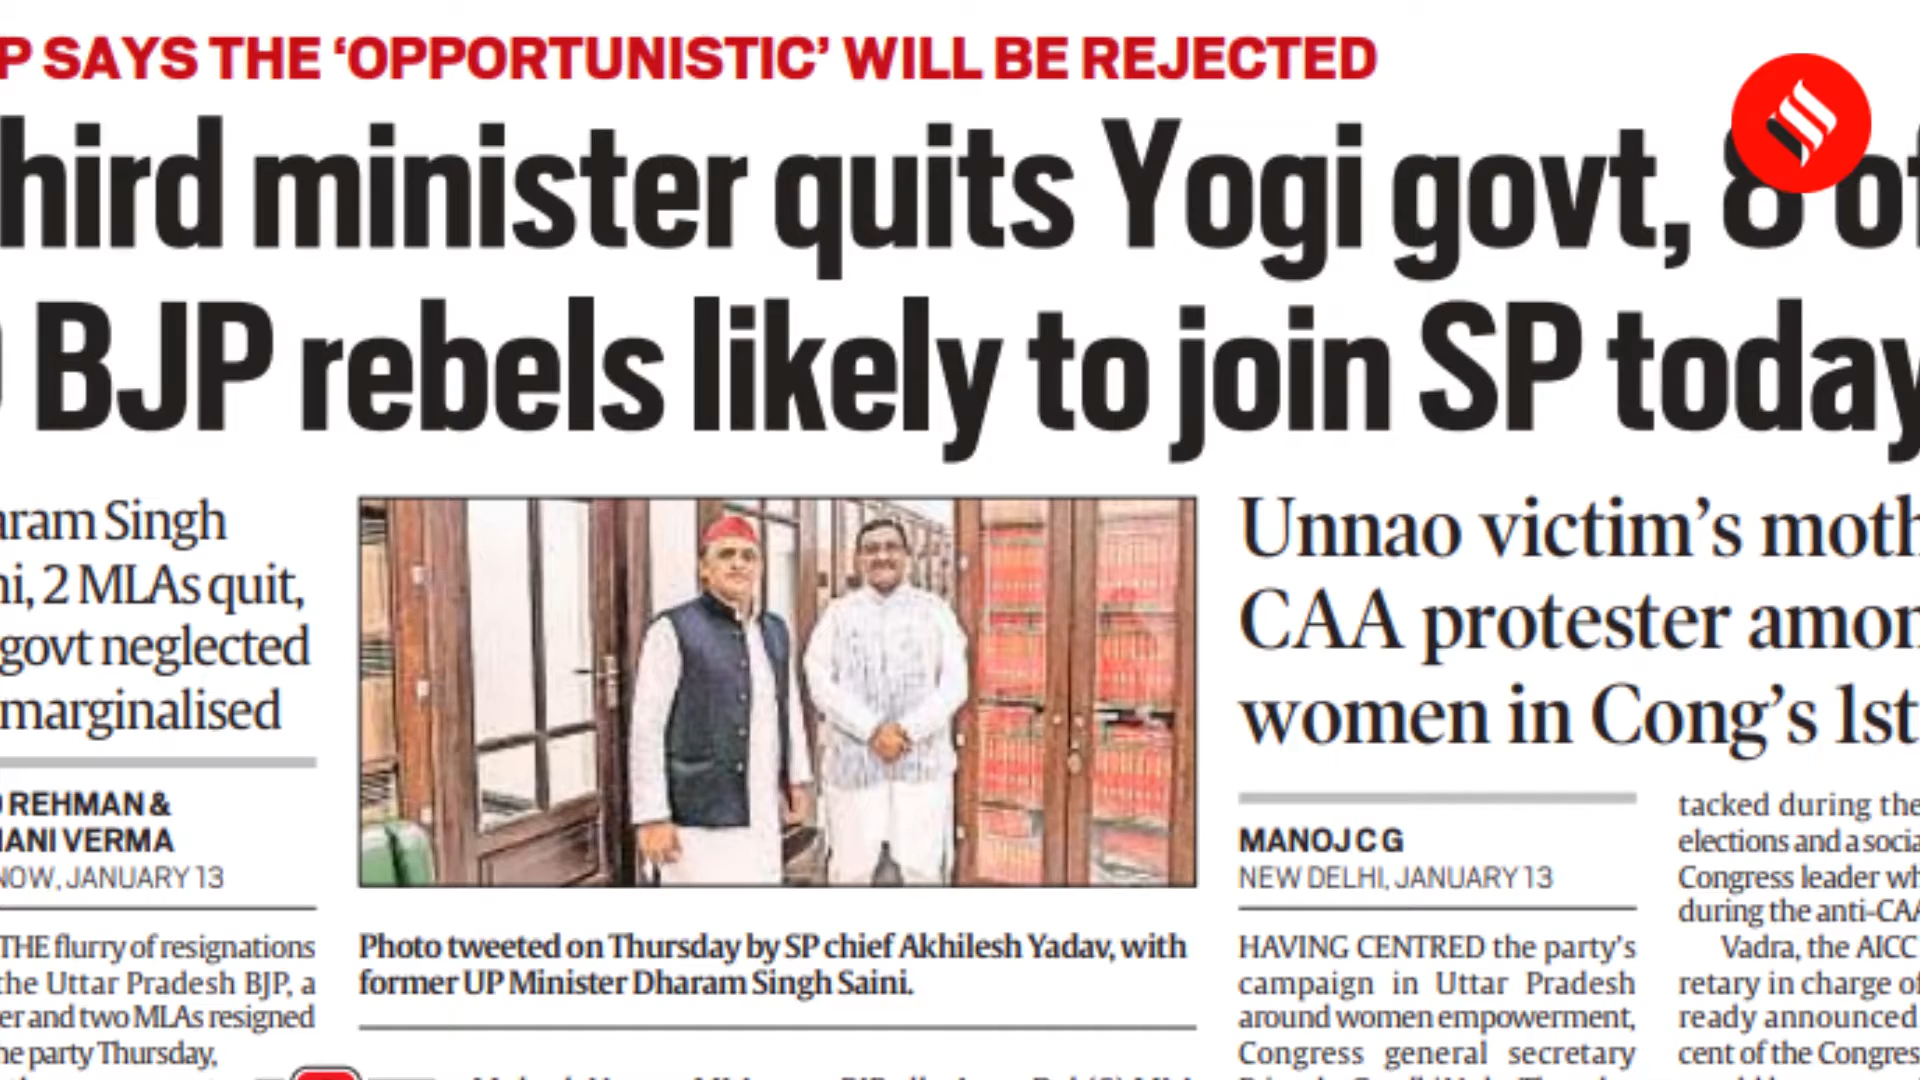 P SAYS THE ‘OPPORTUNISTIC’ WILL BE REJECTED
hird minister quits Yogi govt, 8 of
BJP rebels likely to join SP today
aram Singh
ni, 2 MLAs quit,
govt neglected
marginalised
REHMAN &
IANI VERMA
NOW, JANUARY 13
THE flurry of resignations
the Uttar Pradesh BJP, a
er and two MLAs resigned
he party Thursday,
Photo tweeted on Thursday by SP chief Akhilesh Yadav, with
former UP Minister Dharam Singh Saini.
Unnao victim’s moth
CAA protester amon
women in Cong’s 1st
MANOJ C G
NEW DELHI, JANUARY 13
HAVING CENTRED the party’s
campaign in Uttar Pradesh
around women empowerment,
Congress general secretary
tacked during the
elections and a socia
Congress leader wh
during the anti-CAA
Vadra, the AICC
retary in charge of
ready announced
cent of the Congres